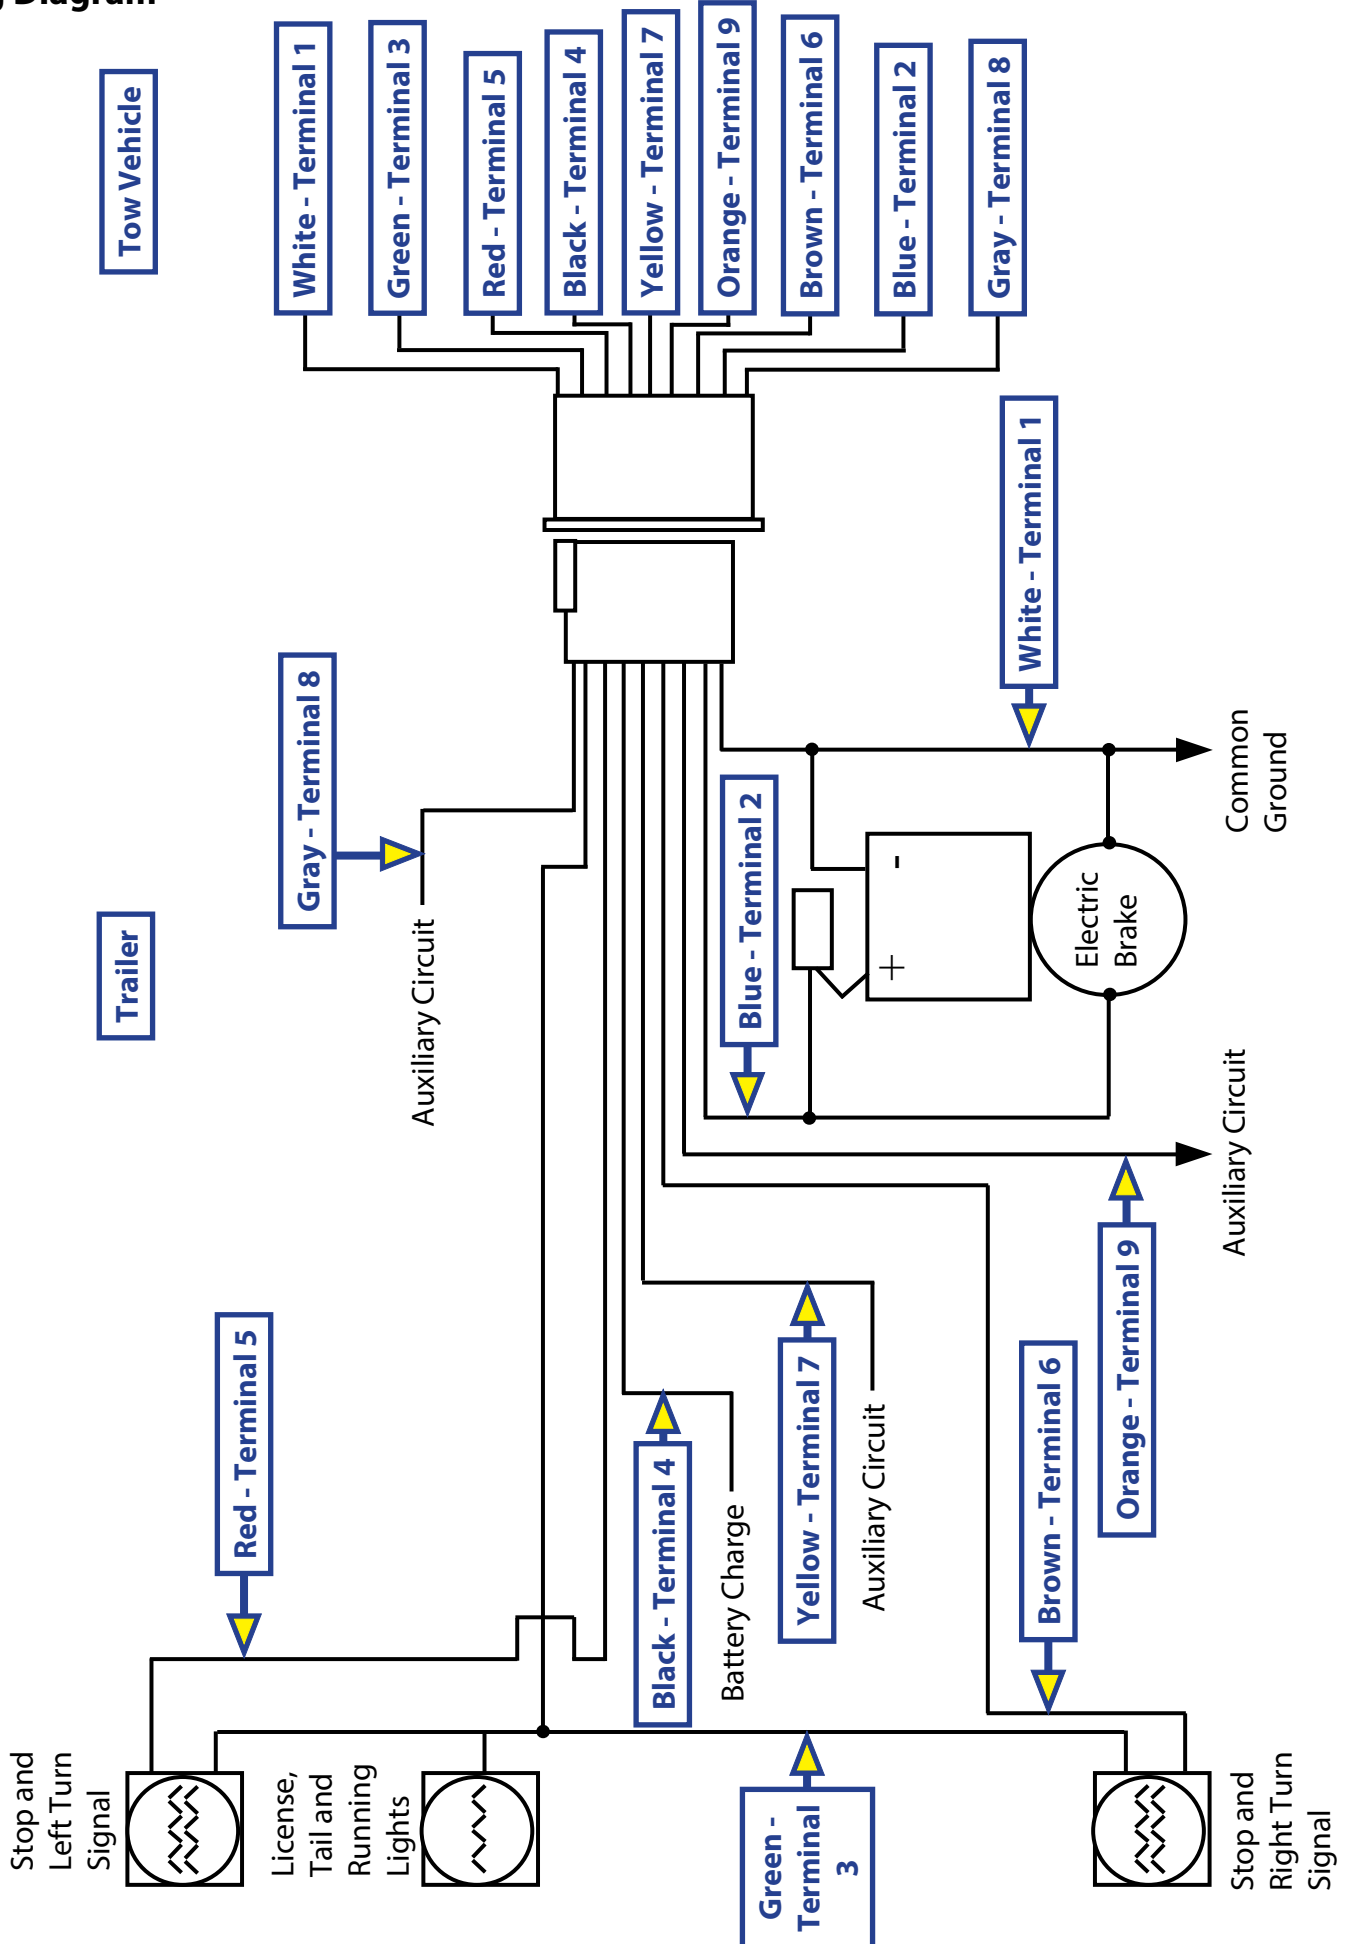 Diagram
Tow Vehicle
White - Terminal 1
Green - Terminal 3
Red - Terminal 5
Black - Terminal 4
Yellow - Terminal 7
Orange - Terminal 9
Brown - Terminal 6
Blue - Terminal 2
Gray - Terminal 8
Trailer
Gray - Terminal 8
Auxiliary Circuit
White - Terminal 1
Common
Ground
Blue - Terminal 2
-
+
Electric
Brake
Auxiliary Circuit
Orange - Terminal 9
Red - Terminal 5
Black - Terminal 4
Battery Charge
Yellow - Terminal 7
Auxiliary Circuit
Brown - Terminal 6
Stop and
Left Turn
Signal
License,
Tail and
Running
Lights
Green -
Terminal
3
Stop and
Right Turn
Signal